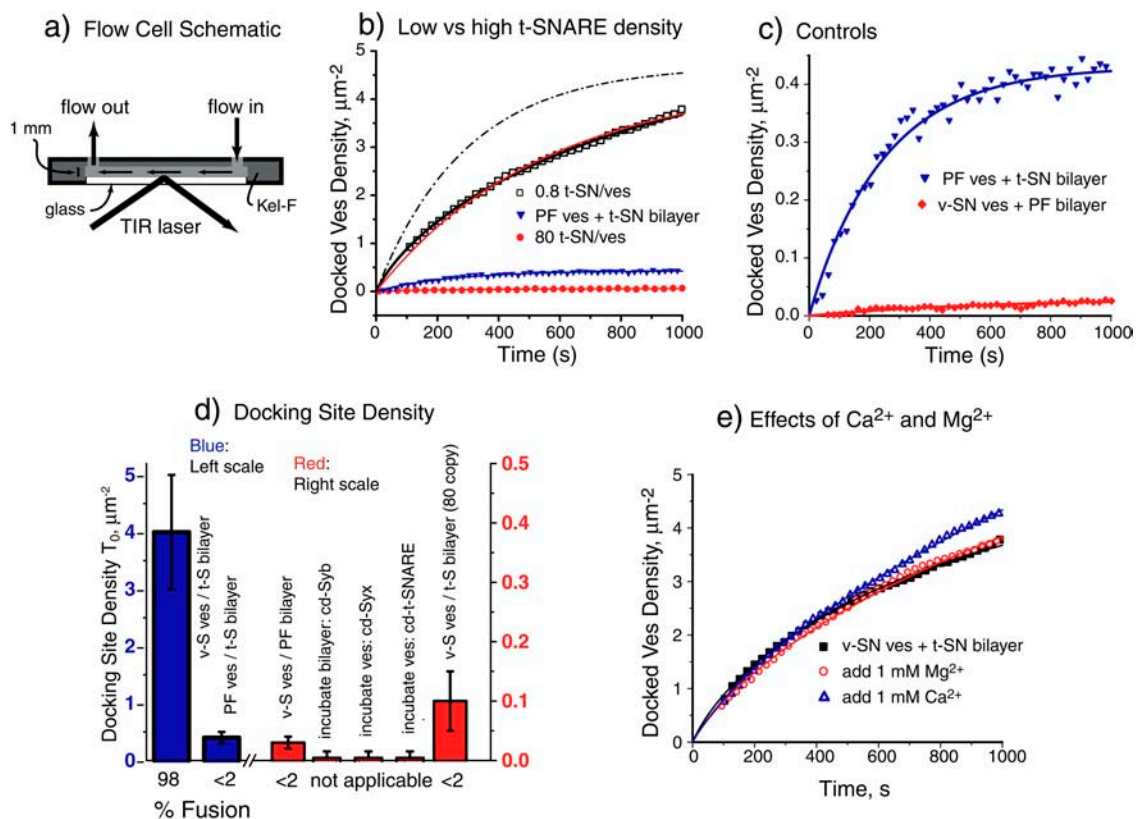 a) Flow Cell Schematic
flow out
flow in
1 mm
glass
TIR laser
Kel-F
b) Low vs high t-SNARE density
Docked Ves Density, μm-2
5
4
3
2
1
0
0.8 t-SN/ves
PF ves + t-SN bilayer
80 t-SN/ves
0 200 400 600 800 1000
Time (s)
c) Controls
Docked Ves Density, μm-2
0.4
0.3
0.2
0.1
0.0
PF ves + t-SN bilayer
v-SN ves + PF bilayer
0 200 400 600 800 1000
Time (s)
d) Docking Site Density
Blue:
Left scale
Red:
Right scale
Docking Site Density T0, μm-2
5
4
3
2
1
0
v-S ves / t-S bilayer
PF ves / t-S bilayer
v-S ves / PF bilayer
incubate bilayer: cd-Syb
incubate ves: cd-Syx
incubate ves: cd-t-SNARE
v-S ves / t-S bilayer (80 copy)
0.5
0.4
0.3
0.2
0.1
0.0
98 <2 <2 not applicable <2
% Fusion
e) Effects of Ca2+ and Mg2+
Docked Ves Density, μm-2
5
4
3
2
1
0
v-SN ves + t-SN bilayer
add 1 mM Mg2+
add 1 mM Ca2+
0 200 400 600 800 1000
Time, s